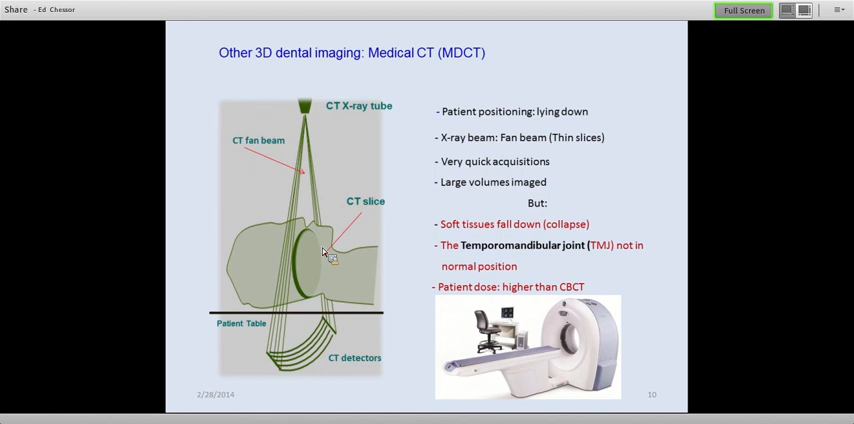 Share - Ed Chessor
Full Screen
Other 3D dental imaging: Medical CT (MDCT)
CT X-ray tube
CT fan beam
CT slice
Patient Table
CT detectors
- Patient positioning: lying down
- X-ray beam: Fan beam (Thin slices)
- Very quick acquisitions
- Large volumes imaged
But:
- Soft tissues fall down (collapse)
- The Temporomandibular joint (TMJ) not in
normal position
- Patient dose: higher than CBCT
2/28/2014
10